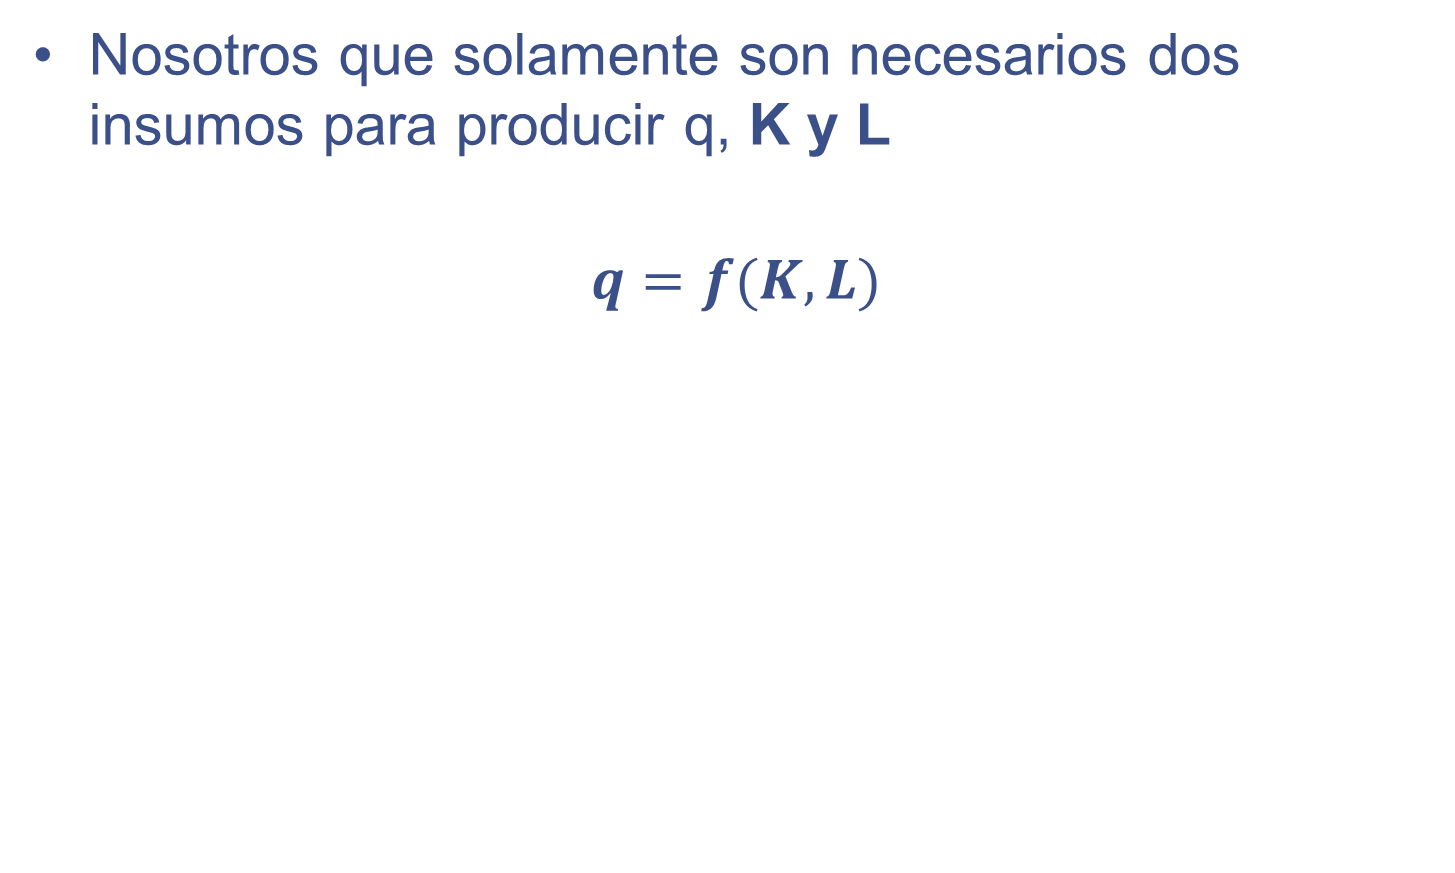 • Nosotros que solamente son necesarios dos
insumos para producir q, K y L
q = f(K, L)